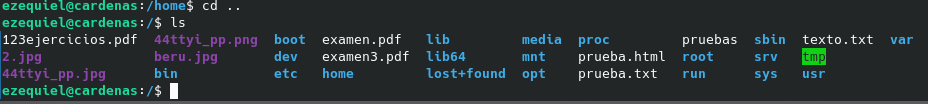 ezequiel@cardenas:/home$ cd ..
ezequiel@cardenas:/$ ls
123ejercicios.pdf 44ttyi_pp.png boot examen.pdf lib media proc pruebas sbin texto.txt var
2.jpg beru.jpg dev examen3.pdf lib64 mnt prueba.html root srv tmp
44ttyi_pp.jpg bin etc home lost+found opt prueba.txt run sys usr
ezequiel@cardenas:/$